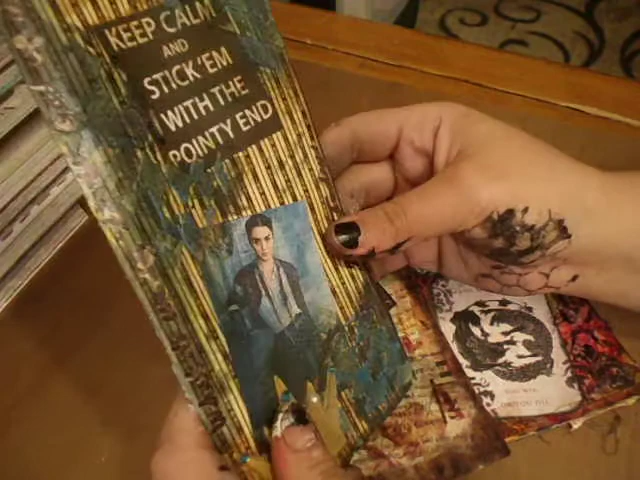 KEEP CALM
AND
STICK 'EM
WITH THE
POINTY END